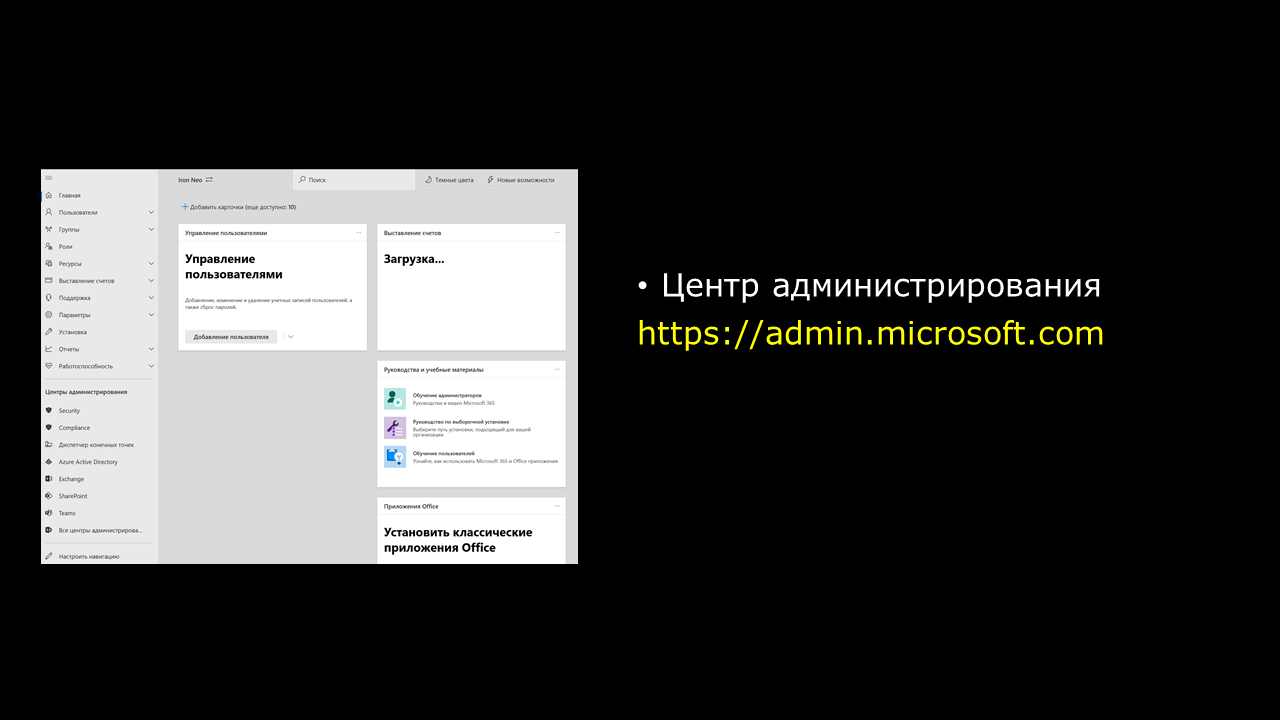 Iron Neo
Поиск
Темные цвета
Новые возможности
Главная
Пользователи
Группы
Роли
Ресурсы
Выставление счетов
Поддержка
Параметры
Установка
Отчеты
Работоспособность
Центры администрирования
Security
Compliance
Диспетчер конечных точек
Azure Active Directory
Exchange
SharePoint
Teams
Все центры администрирова...
Настроить навигацию
Добавить карточки (еще доступно: 10)
Управление пользователями
Управление
пользователями
Добавление, изменение и удаление учетных записей пользователей, а
также сброс паролей.
Добавление пользователя
Выставление счетов
Загрузка...
Руководства и учебные материалы
Обучение администраторов
Руководства и видео Microsoft 365
Руководство по выборочной установке
Выберите путь установки, подходящий для вашей
организации
Обучение пользователей
Узнайте, как использовать Microsoft 365 и Office приложения
Приложения Office
Установить классические
приложения Office
• Центр администрирования
https://admin.microsoft.com